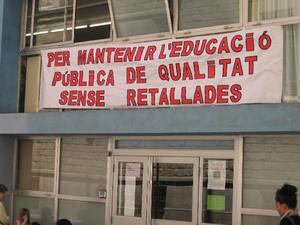 PER MANTENIR L'EDUCACIÓ
PÚBLICA DE QUALITAT
SENSE RETALLADES